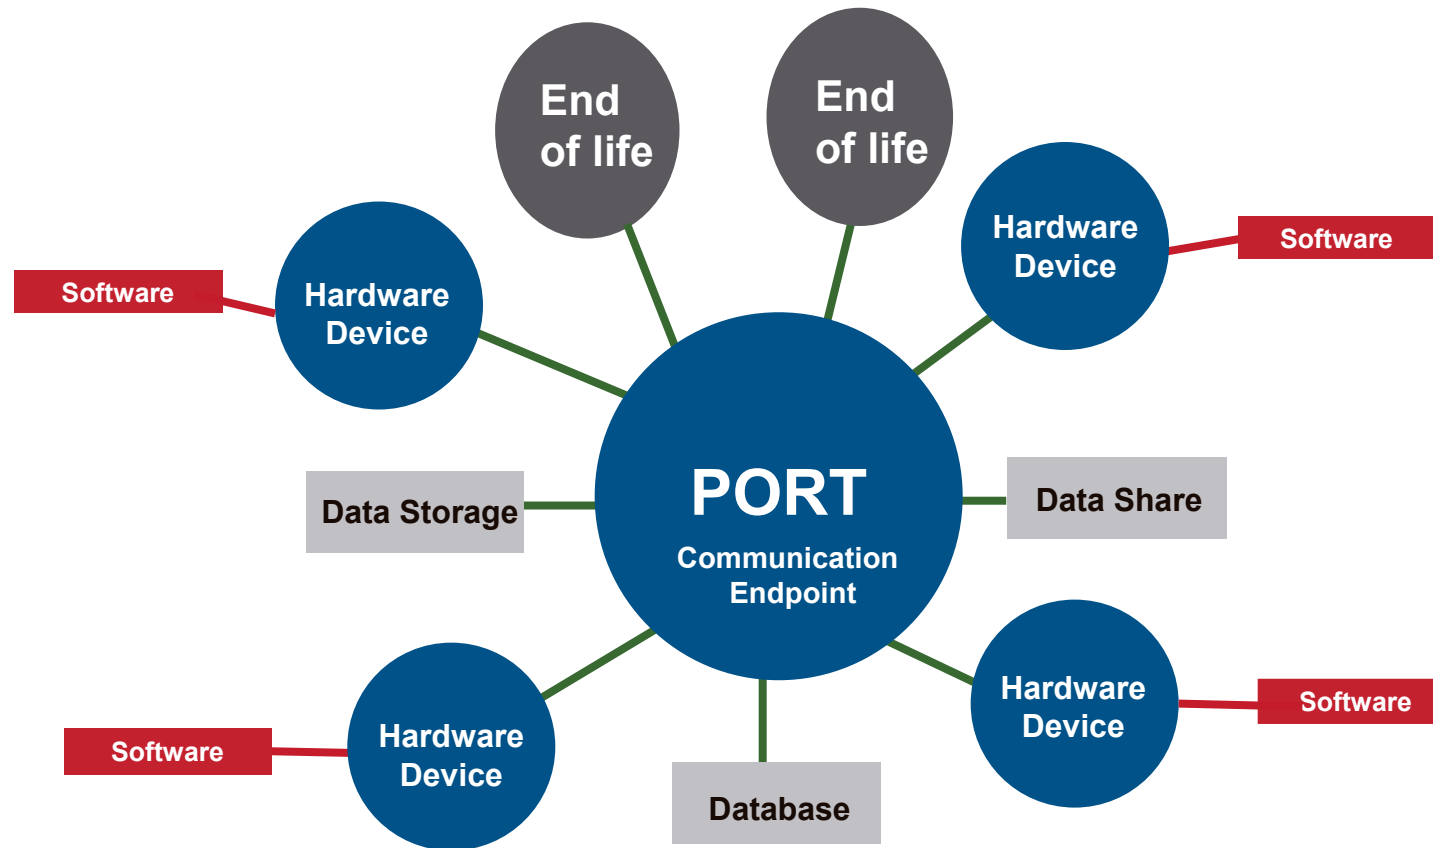 End
of life
End
of life
Hardware
Device
Software
Software
Hardware
Device
PORT
Communication
Endpoint
Data Storage
Data Share
Hardware
Device
Software
Software
Hardware
Device
Database